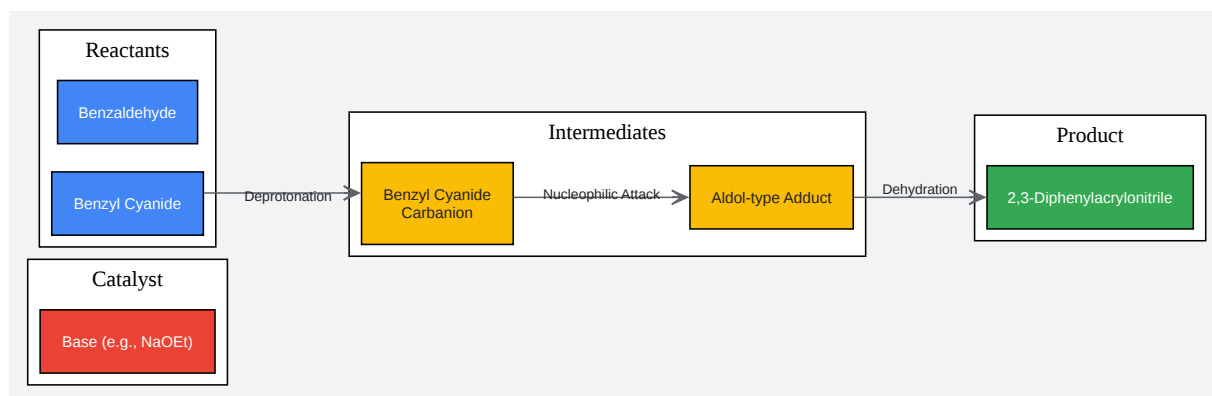 Reactants
Benzaldehyde
Benzyl Cyanide
Deprotonation
Catalyst
Base (e.g., NaOEt)
Intermediates
Benzyl Cyanide
Carbanion
Nucleophilic Attack
Aldol-type Adduct
Dehydration
Product
2,3-Diphenylacrylonitrile